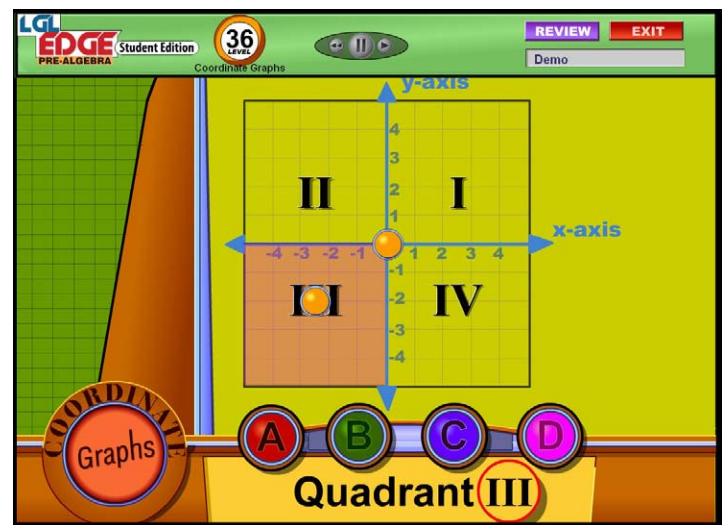 LGL
EDGE Student Edition
PRE-ALGEBRA
36
LEVEL
Coordinate Graphs
REVIEW EXIT
Demo
y-axis
4
3
II 2 I
1
x-axis
-4 -3 -2 -1 1 2 3 4
-1
III -2 IV
-3
-4
COORDINATE
Graphs
A B C D
Quadrant III